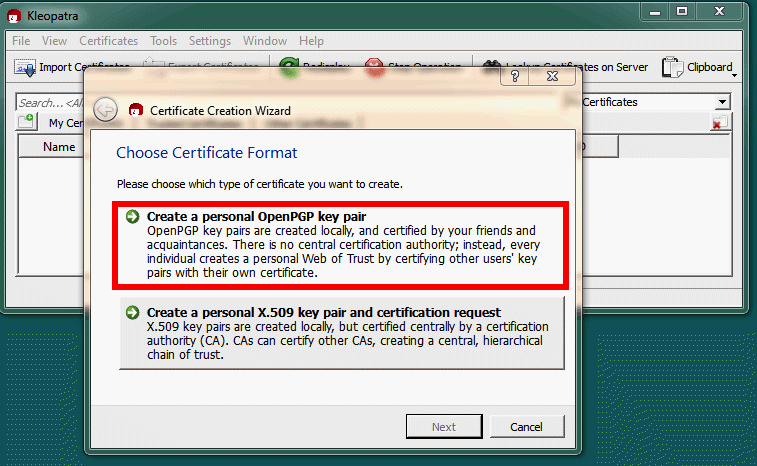 Kleopatra
File View Certificates Tools Settings Window Help
Import Certificates Export Certificates Redisplay Stop Operation Lookup Certificates on Server Clipboard
Search...<Al Certificates
Certificate Creation Wizard
My Cer Trusted Certificates Other Certificates
Name D
Choose Certificate Format
Please choose which type of certificate you want to create.
Create a personal OpenPGP key pair
OpenPGP key pairs are created locally, and certified by your friends and
acquaintances. There is no central certification authority; instead, every
individual creates a personal Web of Trust by certifying other users' key
pairs with their own certificate.
Create a personal X.509 key pair and certification request
X.509 key pairs are created locally, but certified centrally by a certification
authority (CA). CAs can certify other CAs, creating a central, hierarchical
chain of trust.
Next Cancel